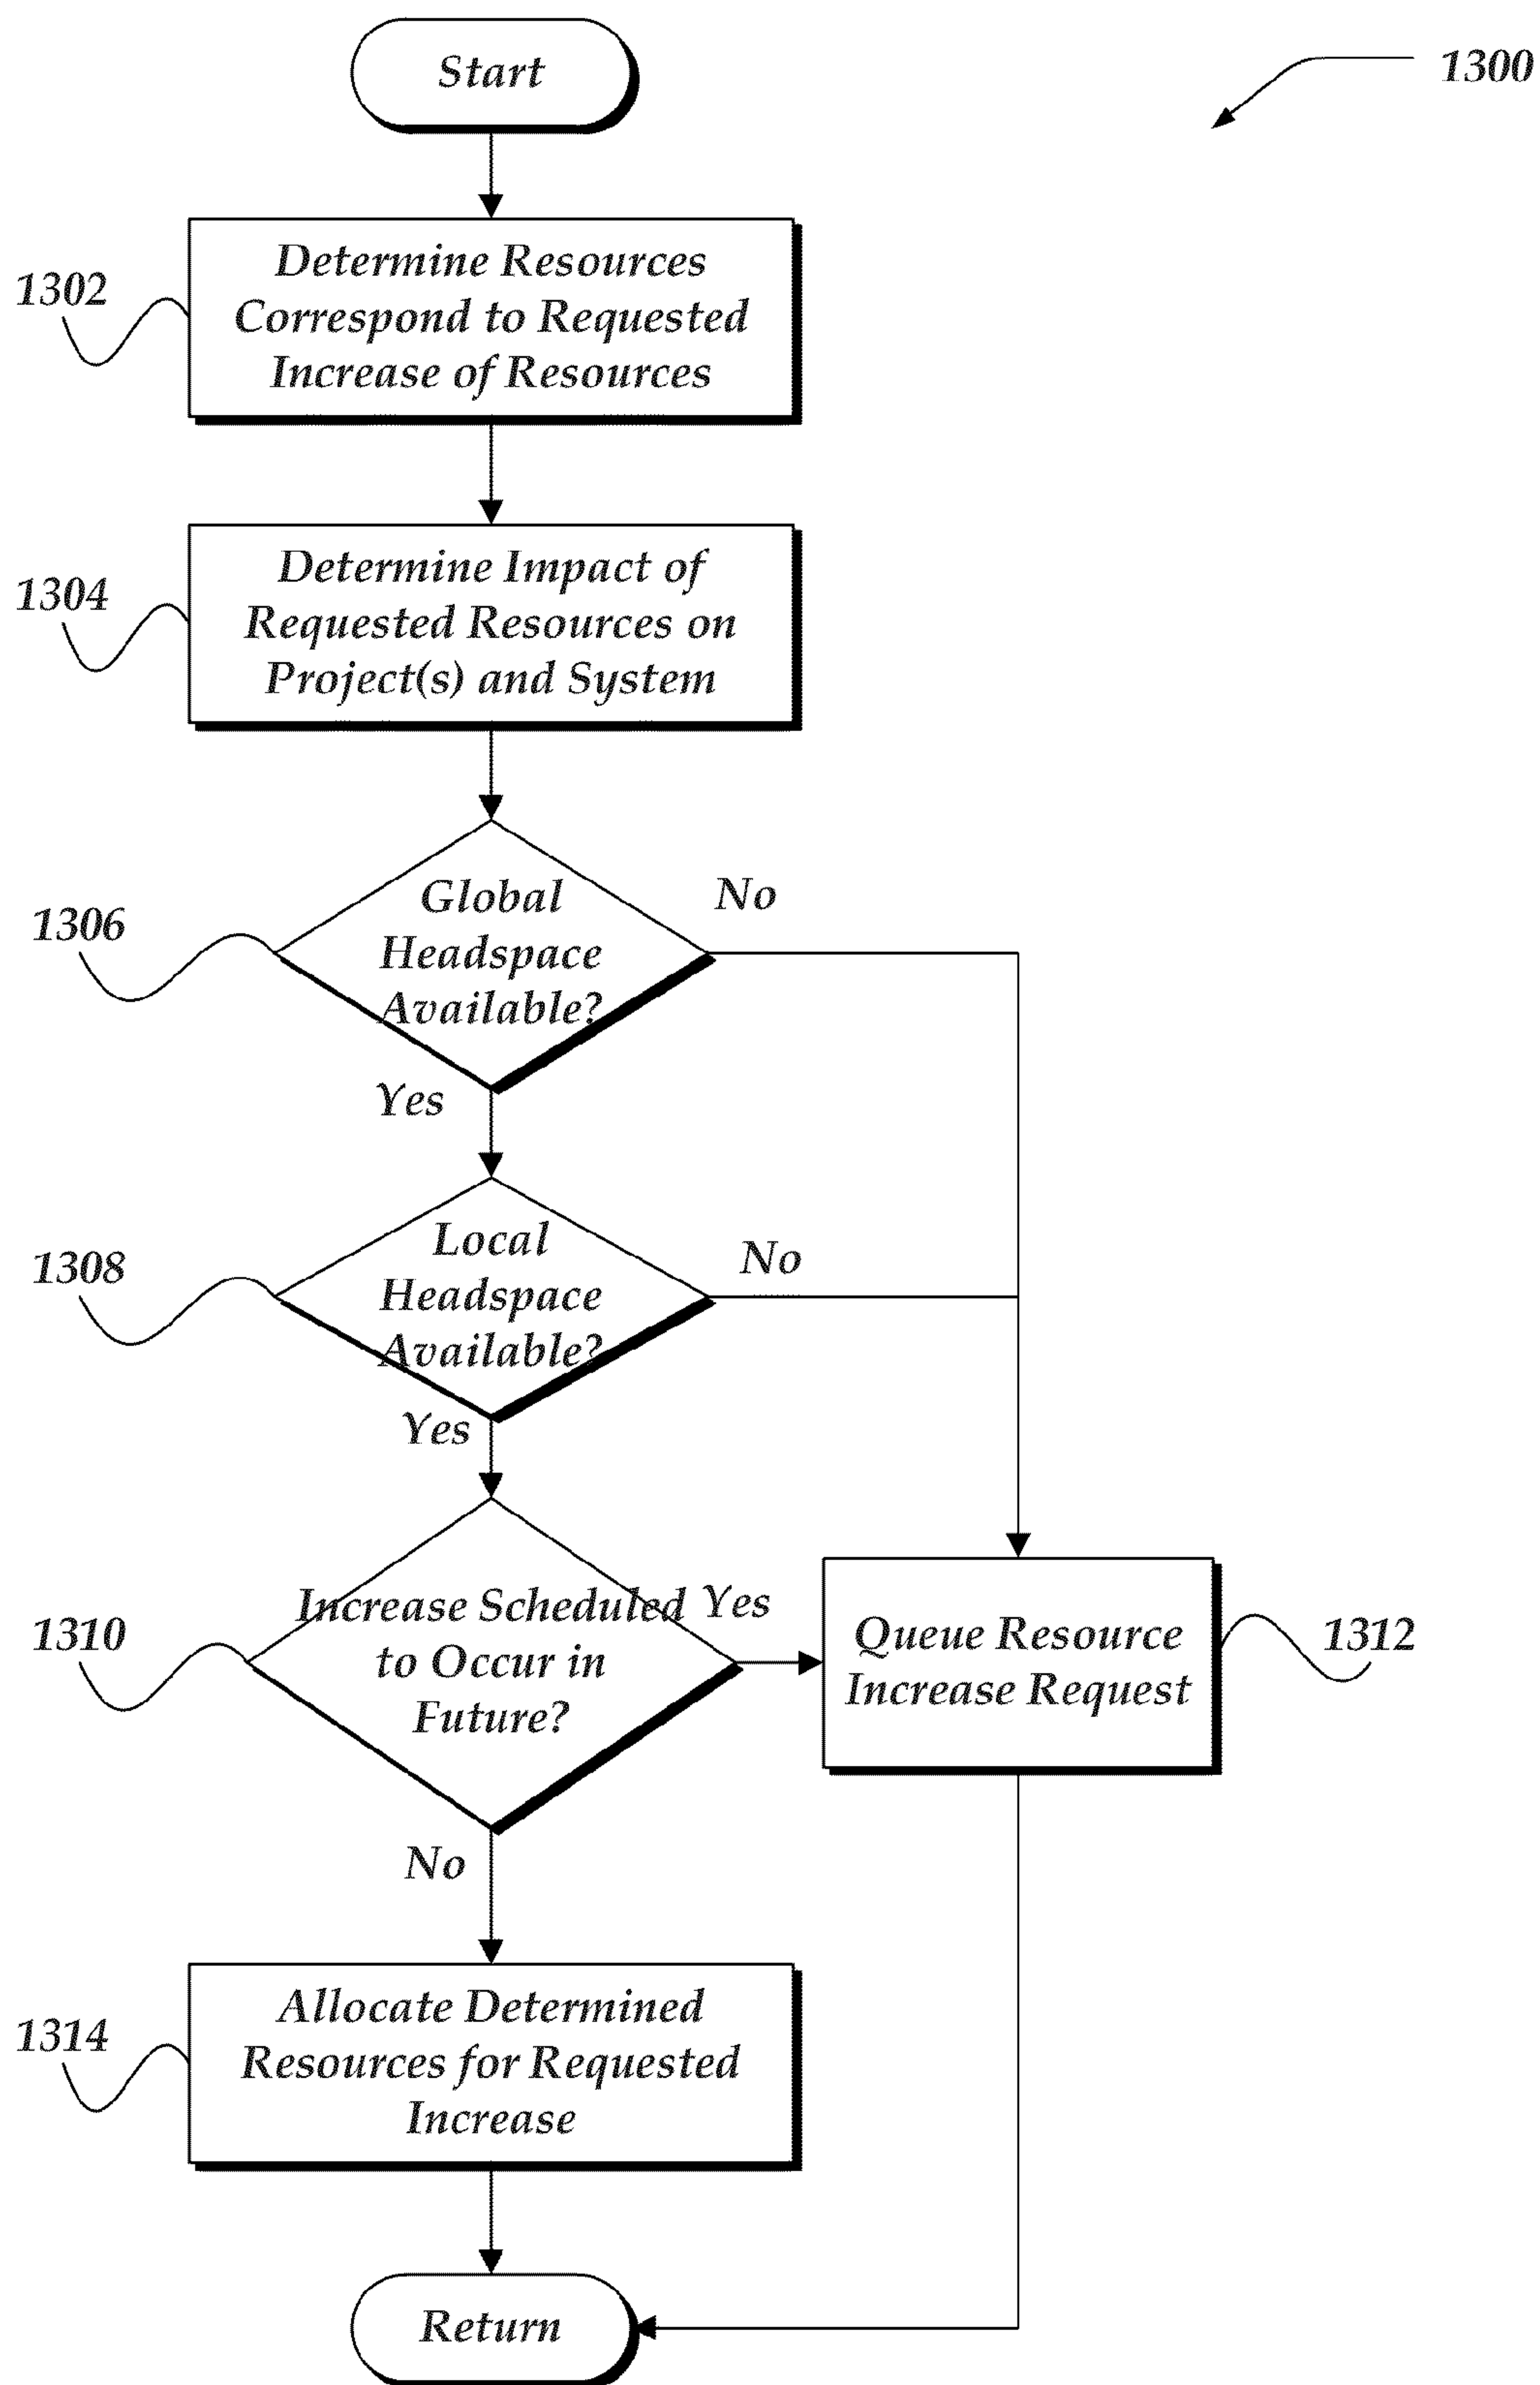 Start
1300
1302
Determine Resources
Correspond to Requested
Increase of Resources
1304
Determine Impact of
Requested Resources on
Project(s) and System
1306
Global
Headspace
Available?
No
Yes
1308
Local
Headspace
Available?
No
Yes
1310
Increase Scheduled
to Occur in
Future?
Yes
Queue Resource
Increase Request
1312
No
1314
Allocate Determined
Resources for Requested
Increase
Return